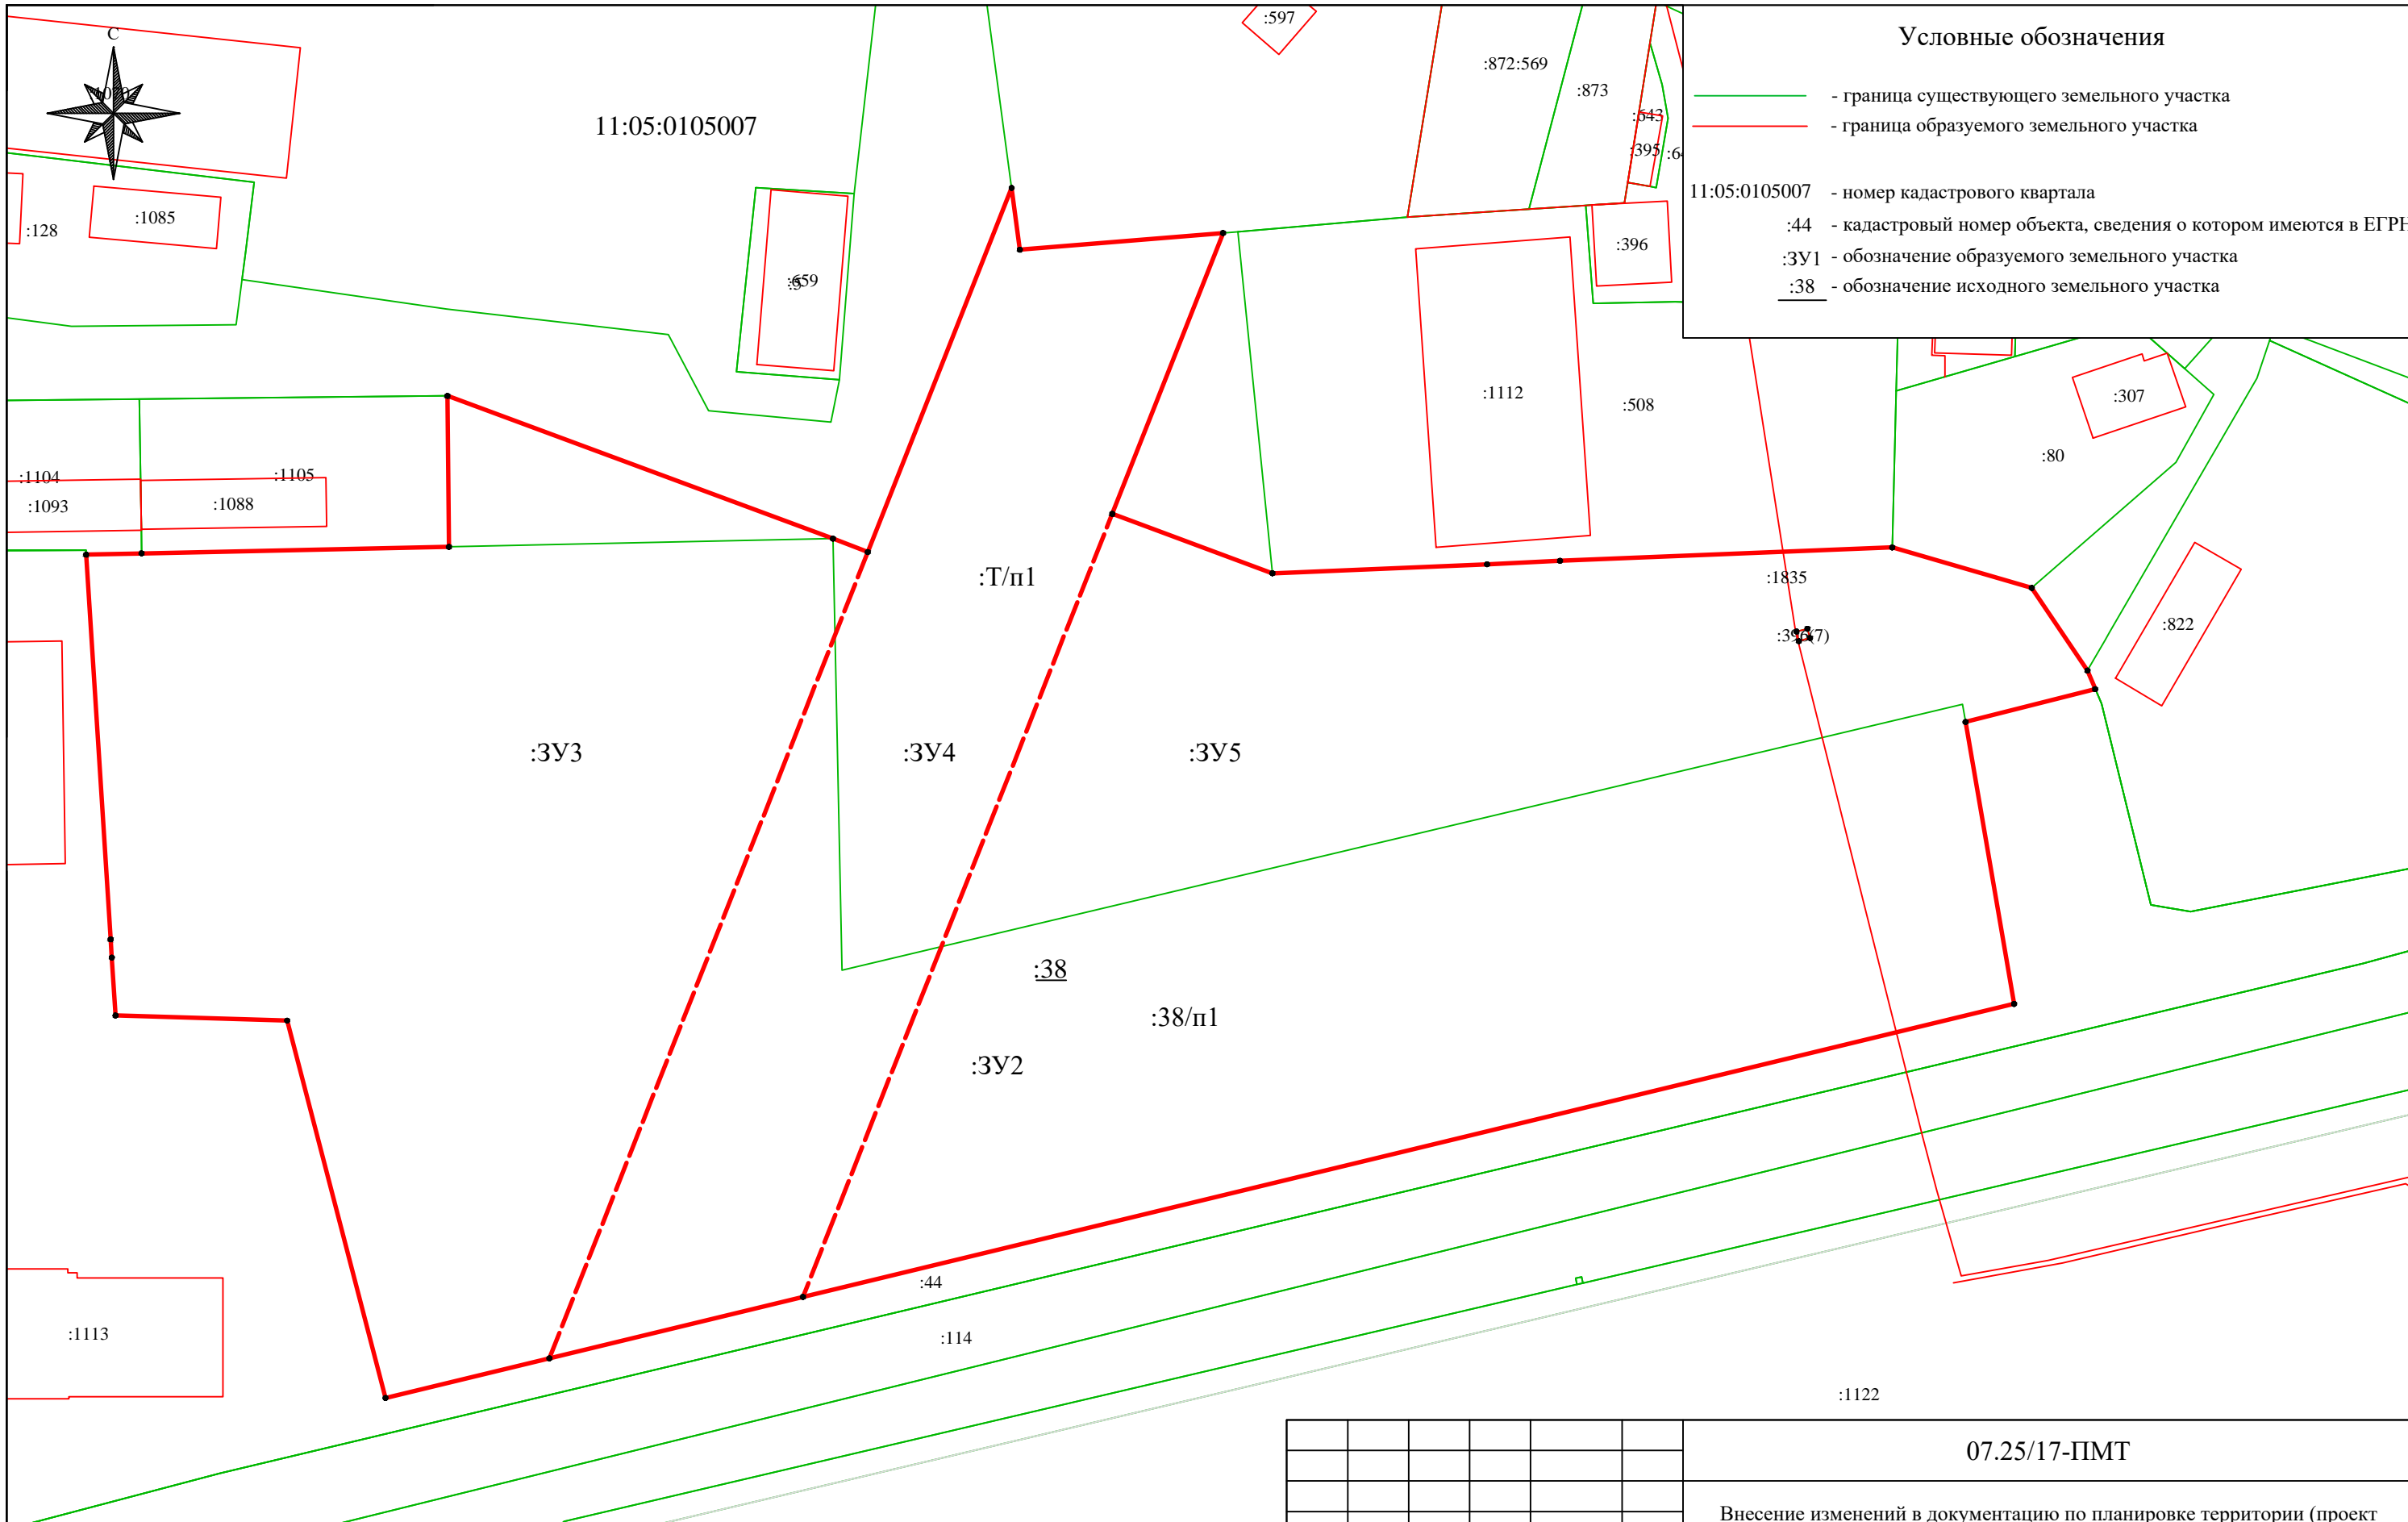 С
:597
:872:569
:873
:643
:395
:1070
11:05:0105007
:128
:1085
:659
:396
:1112
:508
:307
:80
:1104
:1105
:1093
:1088
:Т/п1
:1835
:396(7)
:822
:ЗУ3
:ЗУ4
:ЗУ5
:38
:38/п1
:ЗУ2
:44
:114
:1113
:1122
Условные обозначения
- граница существующего земельного участка
- граница образуемого земельного участка
11:05:0105007 - номер кадастрового квартала
:44 - кадастровый номер объекта, сведения о котором имеются в ЕГРН
:ЗУ1 - обозначение образуемого земельного участка
:38 - обозначение исходного земельного участка
07.25/17-ПМТ
Внесение изменений в документацию по планировке территории (проект